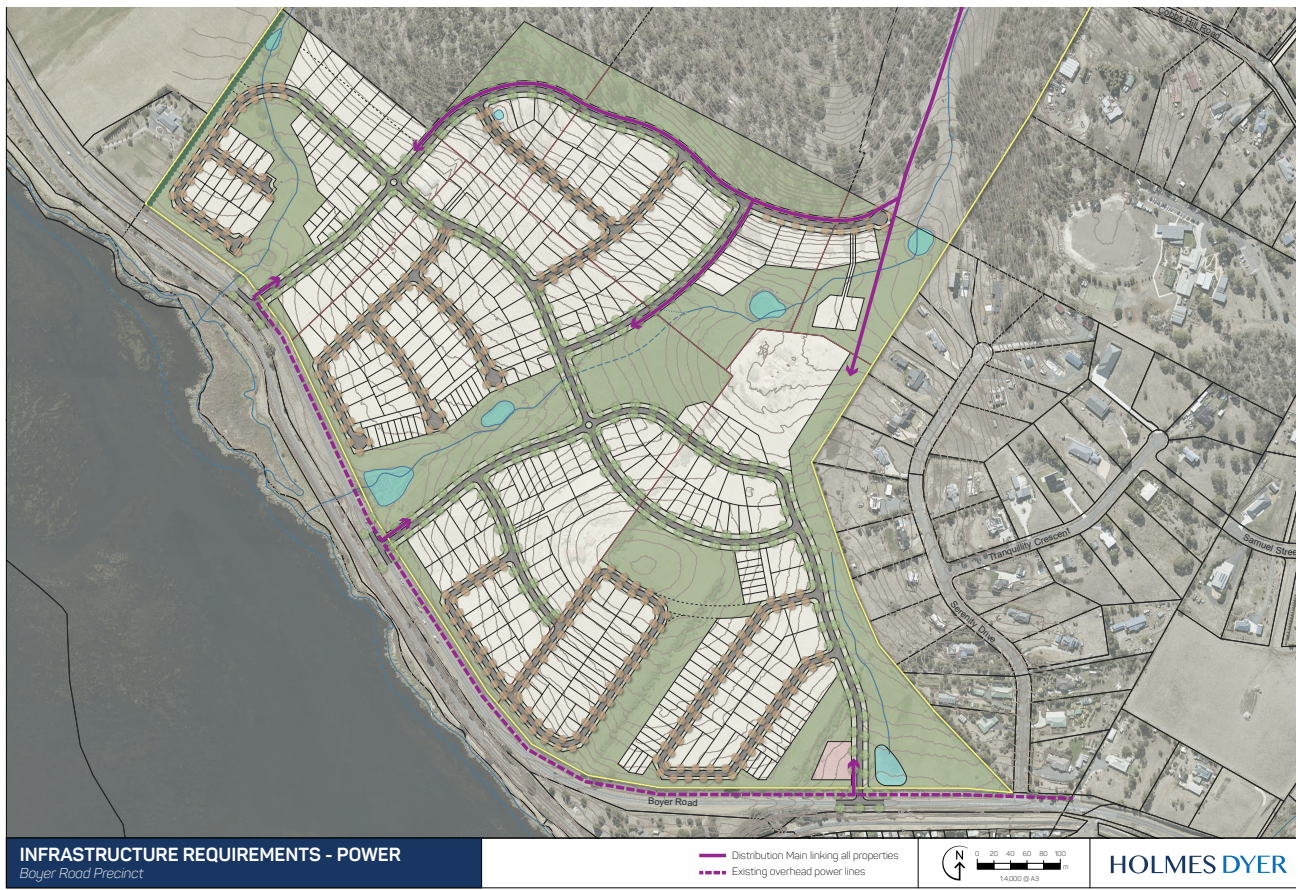 Cobbs Hill Road
Tranquility Crescent
Samuel Street
Serenity Drive
Boyer Road
INFRASTRUCTURE REQUIREMENTS - POWER
Boyer Road Precinct
Distribution Main linking all properties
Existing overhead power lines
N
0 20 40 60 80 100
m
1:4,000 @ A3
HOLMES DYER